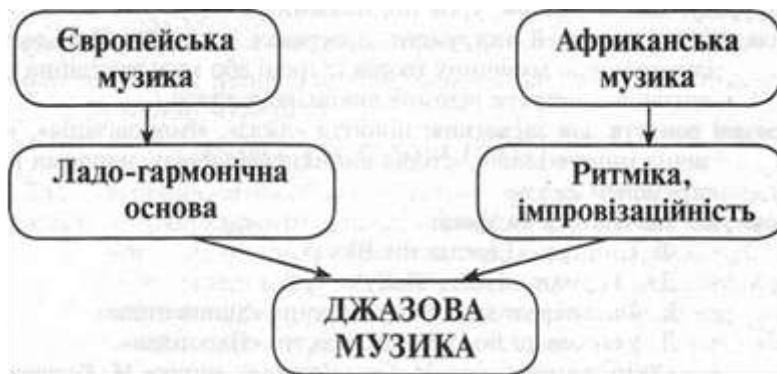 Європейська
музика
Африканська
музика
Ладо-гармонічна
основа
Ритміка,
імпровізаційність
ДЖАЗОВА
МУЗИКА